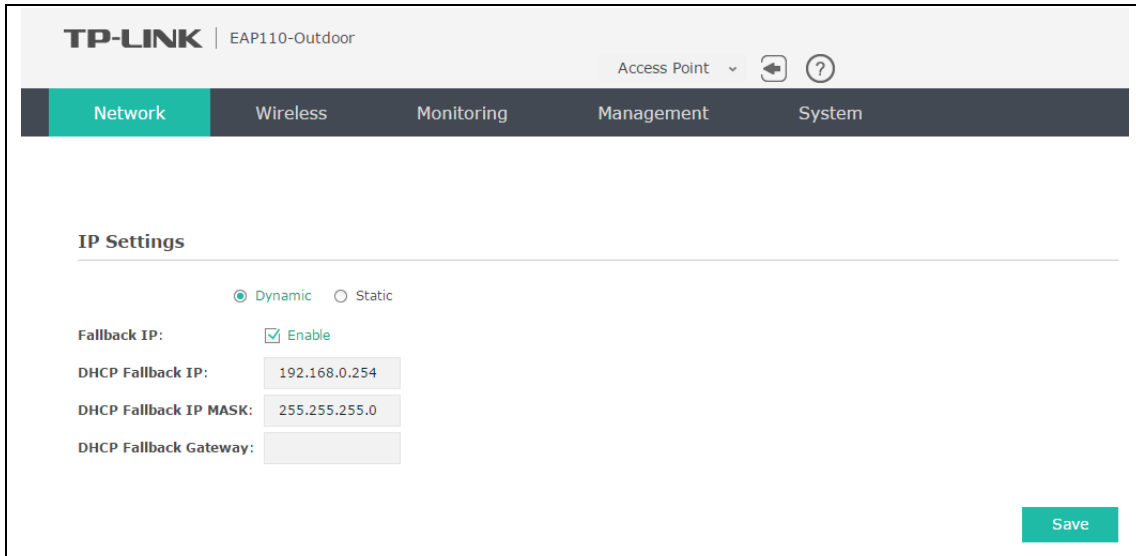 TP-LINK EAP110-Outdoor
Access Point
?
Network Wireless Monitoring Management System
IP Settings
Dynamic Static
Fallback IP: Enable
DHCP Fallback IP: 192.168.0.254
DHCP Fallback IP MASK: 255.255.255.0
DHCP Fallback Gateway:
Save